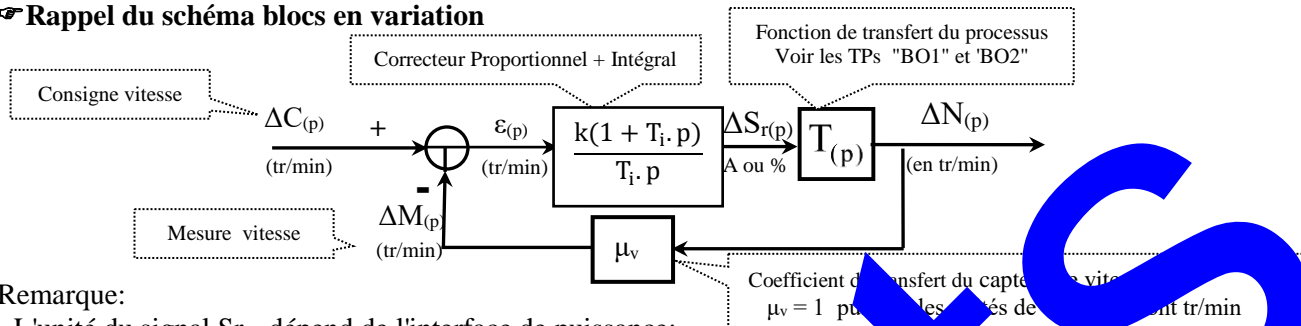 ☞Rappel du schéma blocs en variation
Fonction de transfert du processus
Voir les TPs "BO1" et 'BO2"
Correcteur Proportionnel + Intégral
Consigne vitesse
ΔC(p)
+
(tr/min)
ε(p)
(tr/min)
k(1 + Ti. p)
Ti. p
ΔSr(p)
A ou %
T(p)
ΔN(p)
(en tr/min)
-
ΔM(p)
(tr/min)
Mesure vitesse
μv
Coefficient du capte
μv = 1 de tr/min
Remarque:
L'unité du signal Sr dépend de l'interface de puissance: